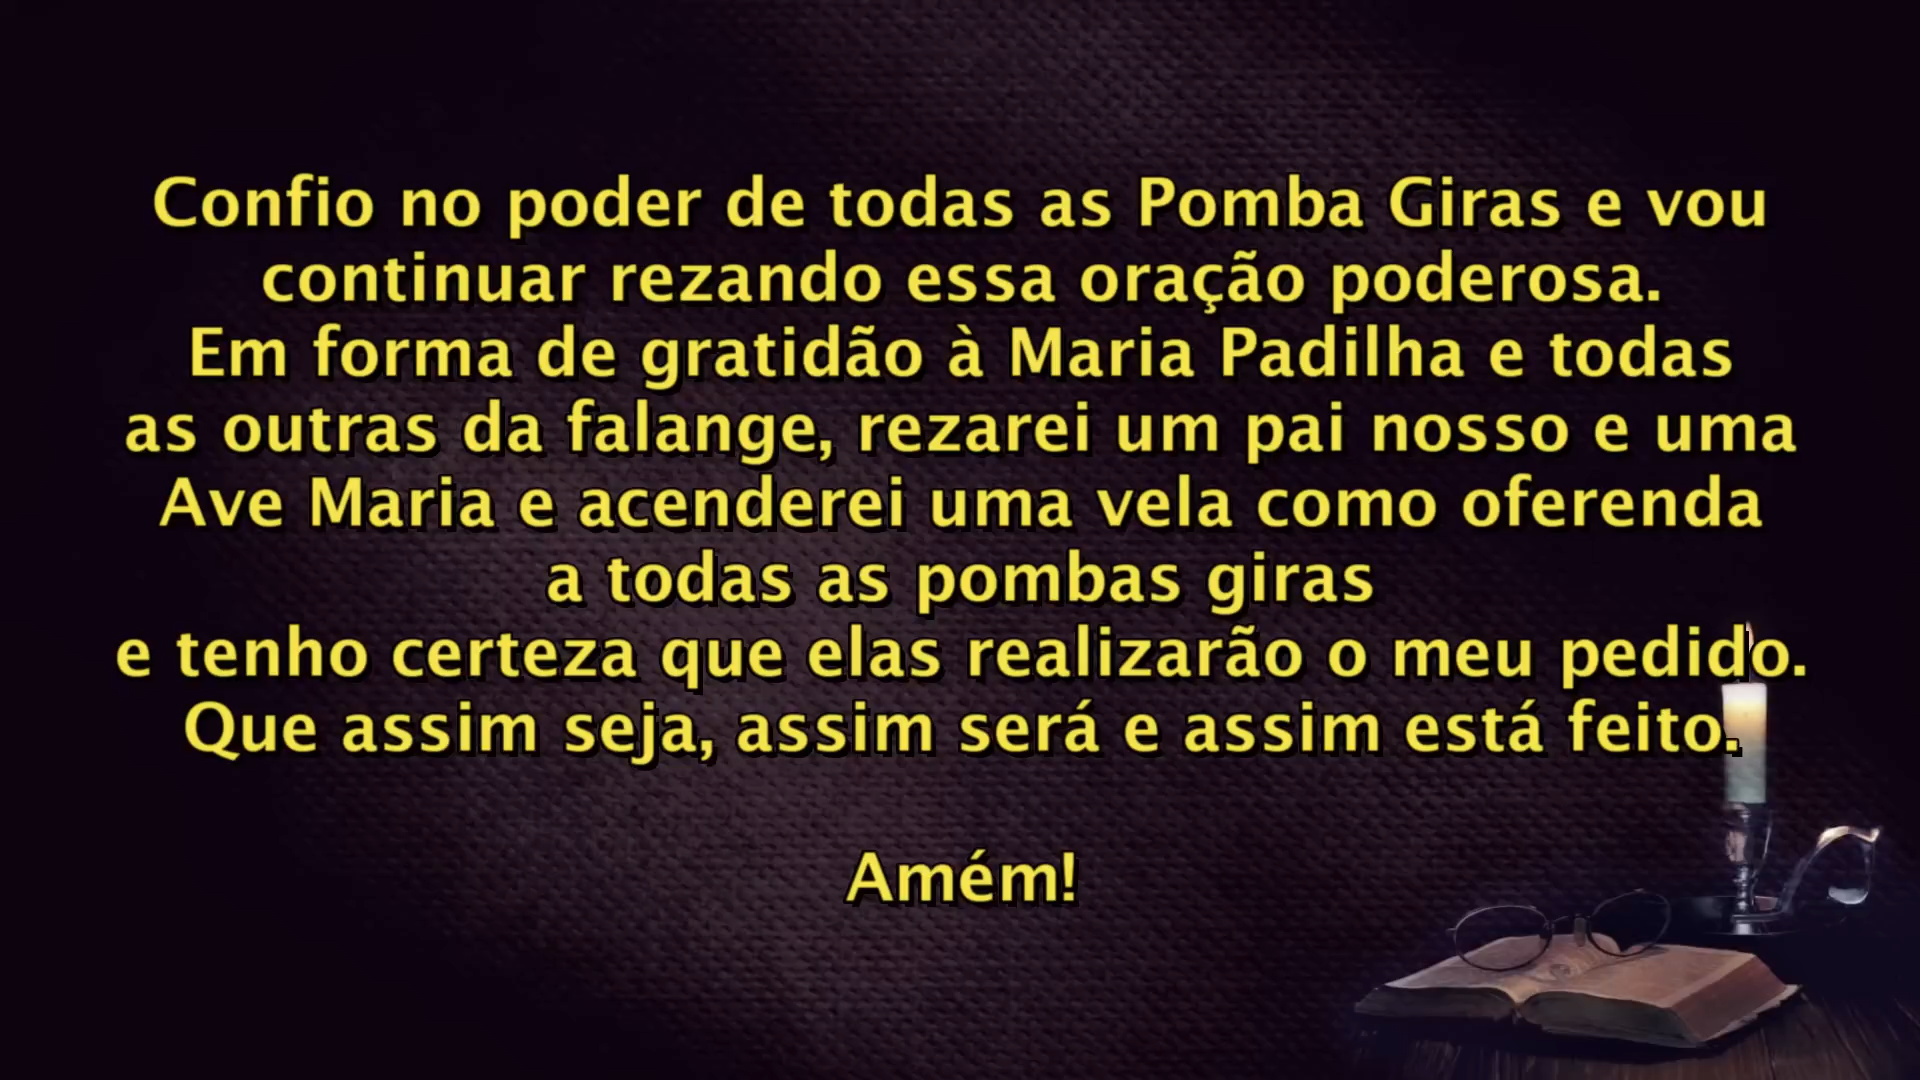 Confio no poder de todas as Pomba Giras e vou
continuar rezando essa oração poderosa.
Em forma de gratidão à Maria Padilha e todas
as outras da falange, rezarei um pai nosso e uma
Ave Maria e acenderei uma vela como oferenda
a todas as pombas giras
e tenho certeza que elas realizarão o meu pedido.
Que assim seja, assim será e assim está feito.
Amém!